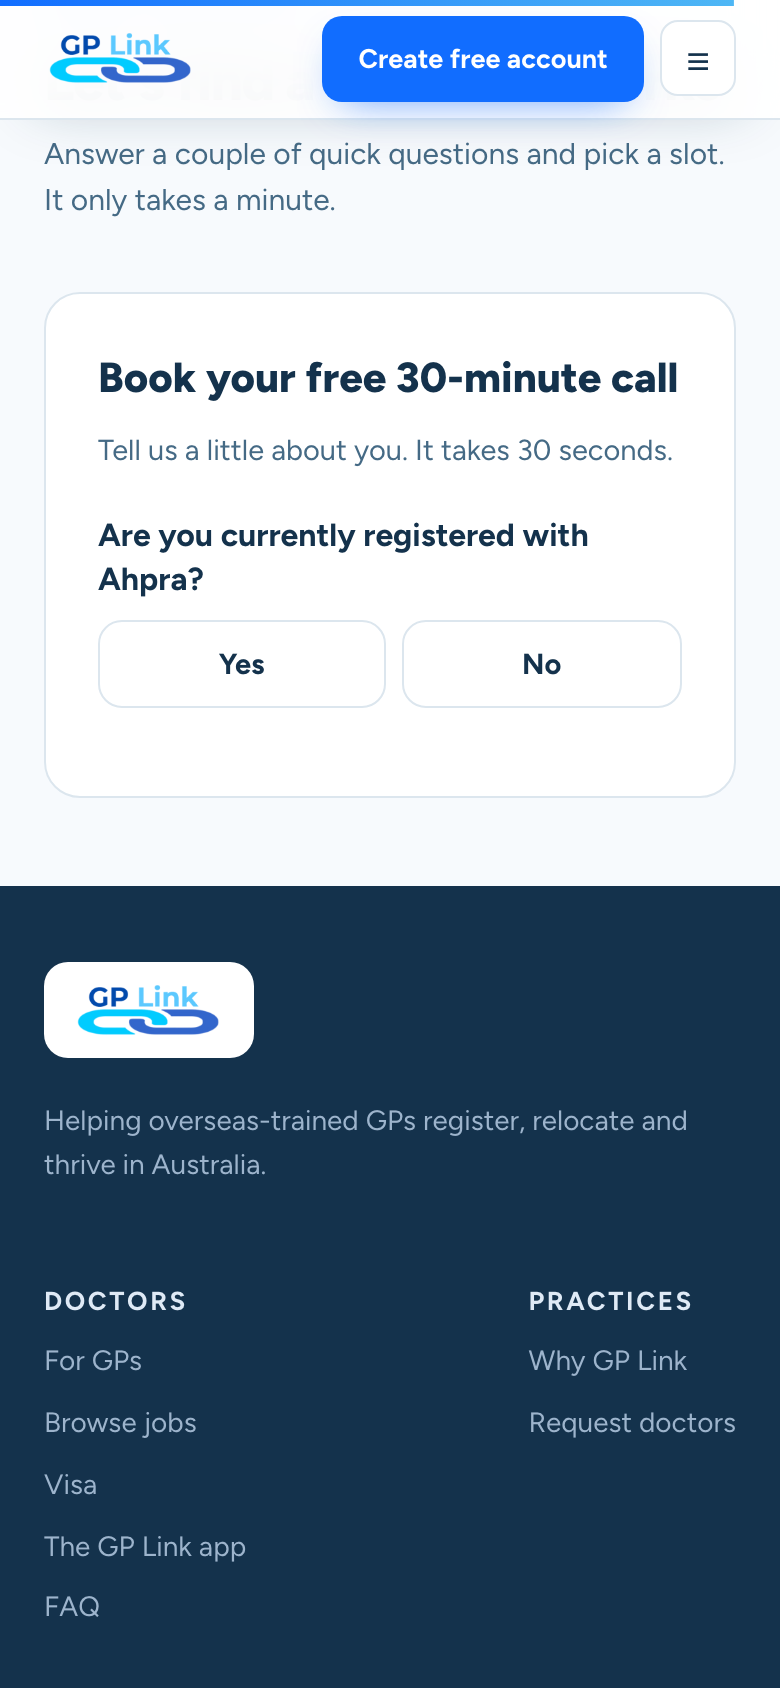 GP Link
Create free account
Answer a couple of quick questions and pick a slot.
It only takes a minute.
Book your free 30-minute call
Tell us a little about you. It takes 30 seconds.
Are you currently registered with
Ahpra?
Yes
No
GP Link
Helping overseas-trained GPs register, relocate and
thrive in Australia.
DOCTORS
For GPs
Browse jobs
Visa
The GP Link app
FAQ
PRACTICES
Why GP Link
Request doctors